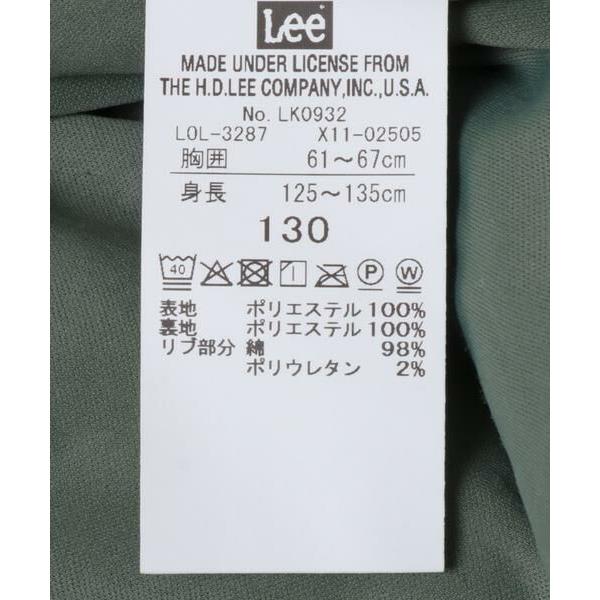 Lee
MADE UNDER LICENSE FROM
THE H.D.LEE COMPANY,INC.,U.S.A.
No. LK0932
LOL-3287 X11-02505
胸囲 61〜67cm
身長 125〜135cm
130
40 P W
表地 ポリエステル 100%
裏地 ポリエステル 100%
リブ部分 綿 98%
ポリウレタン 2%